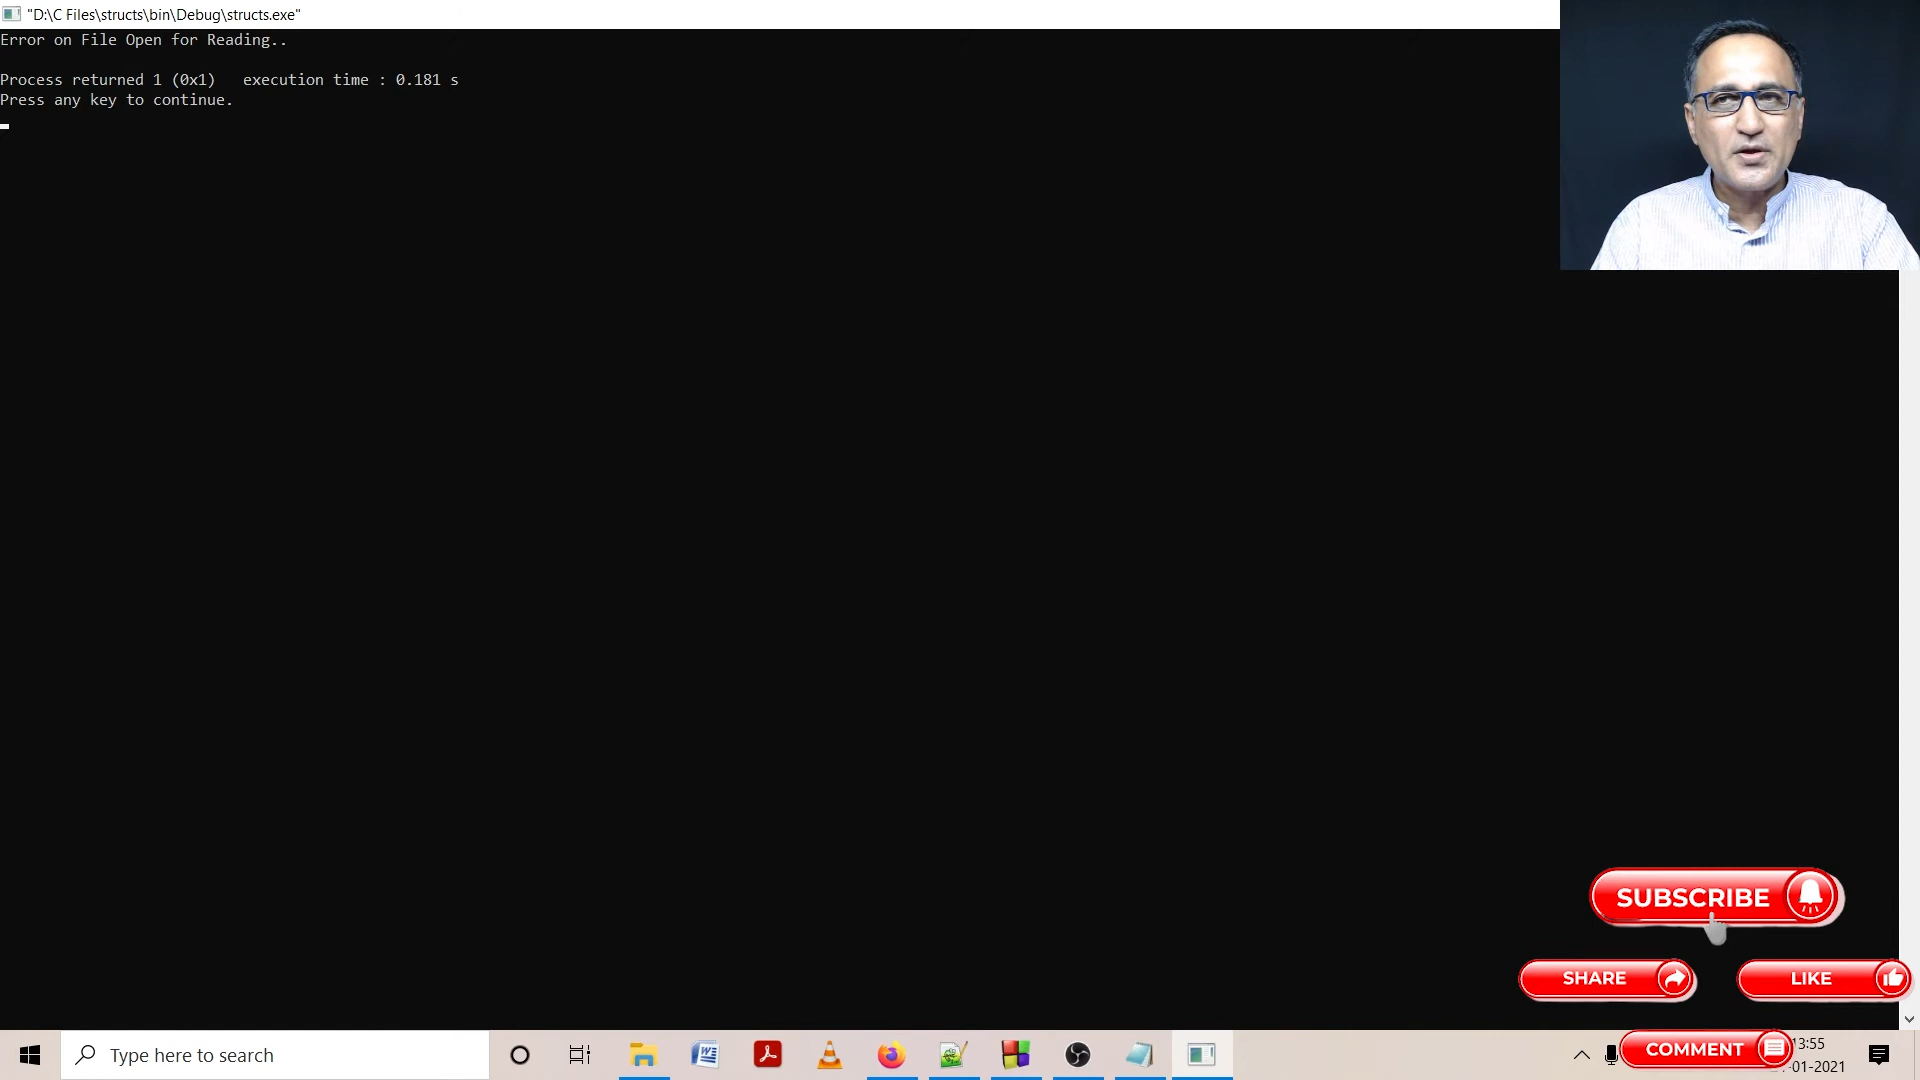 "D:\C Files\structs\bin\Debug\structs.exe"
Error on File Open for Reading..
Process returned 1 (0x1)   execution time : 0.181 s
Press any key to continue.
SUBSCRIBE
SHARE
LIKE
Type here to search
COMMENT
13:55
-01-2021